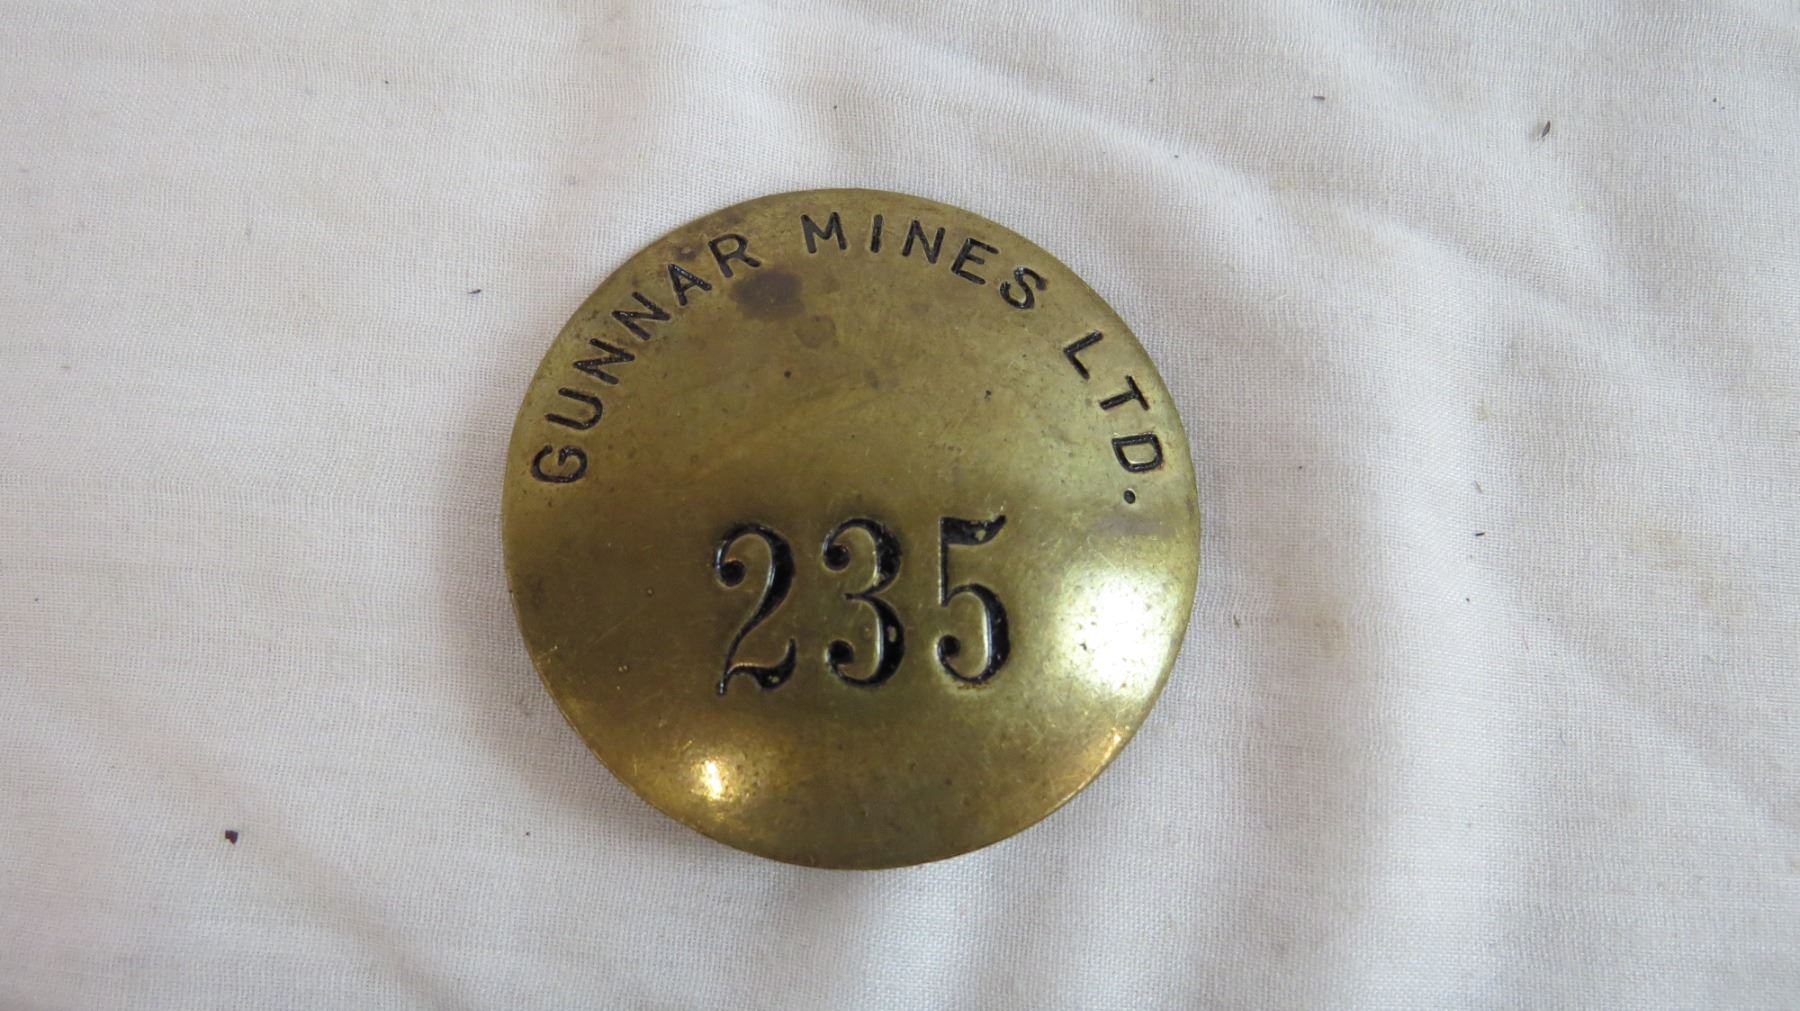 GUNNAR MINES LTD.
235